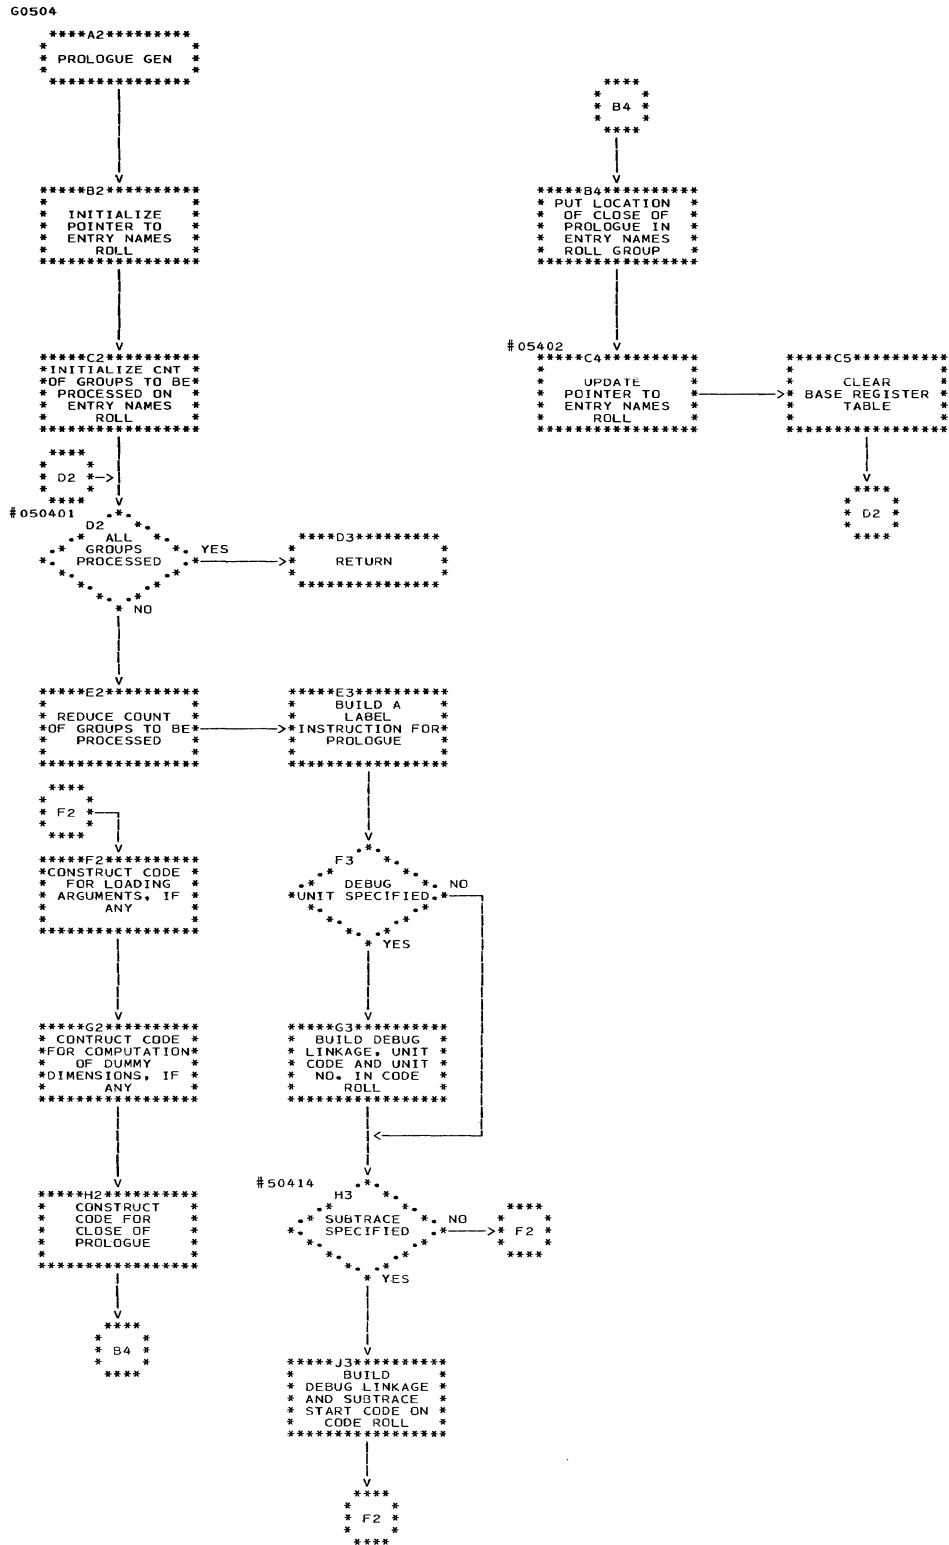 G0504
****A2*********
PROLOGUE GEN
****
B4
****
*****B2**********
INITIALIZE
POINTER TO
ENTRY NAMES
ROLL
*****B4**********
PUT LOCATION
OF CLOSE OF
PROLOGUE IN
ENTRY NAMES
ROLL GROUP
*****C2**********
INITIALIZE CNT
OF GROUPS TO BE
PROCESSED ON
ENTRY NAMES
ROLL
#05402
*****C4**********
UPDATE
POINTER TO
ENTRY NAMES
ROLL
*****C5**********
CLEAR
BASE REGISTER
TABLE
D2
D2
#050401
D2
ALL
GROUPS
PROCESSED
YES
NO
****D3*********
RETURN
*****E2**********
REDUCE COUNT
OF GROUPS TO BE
PROCESSED
*****E3**********
BUILD A
LABEL
INSTRUCTION FOR
PROLOGUE
F2
*****F2**********
CONSTRUCT CODE
FOR LOADING
ARGUMENTS, IF
ANY
F3
DEBUG
UNIT SPECIFIED
NO
YES
*****G2**********
CONTRUCT CODE
FOR COMPUTATION
OF DUMMY
DIMENSIONS, IF
ANY
*****G3**********
BUILD DEBUG
LINKAGE, UNIT
CODE AND UNIT
NO. IN CODE
ROLL
*****H2**********
CONSTRUCT
CODE FOR
CLOSE OF
PROLOGUE
#50414
H3
SUBTRACE
SPECIFIED
NO
YES
F2
B4
*****J3**********
BUILD
DEBUG LINKAGE
AND SUBTRACE
START CODE ON
CODE ROLL
F2